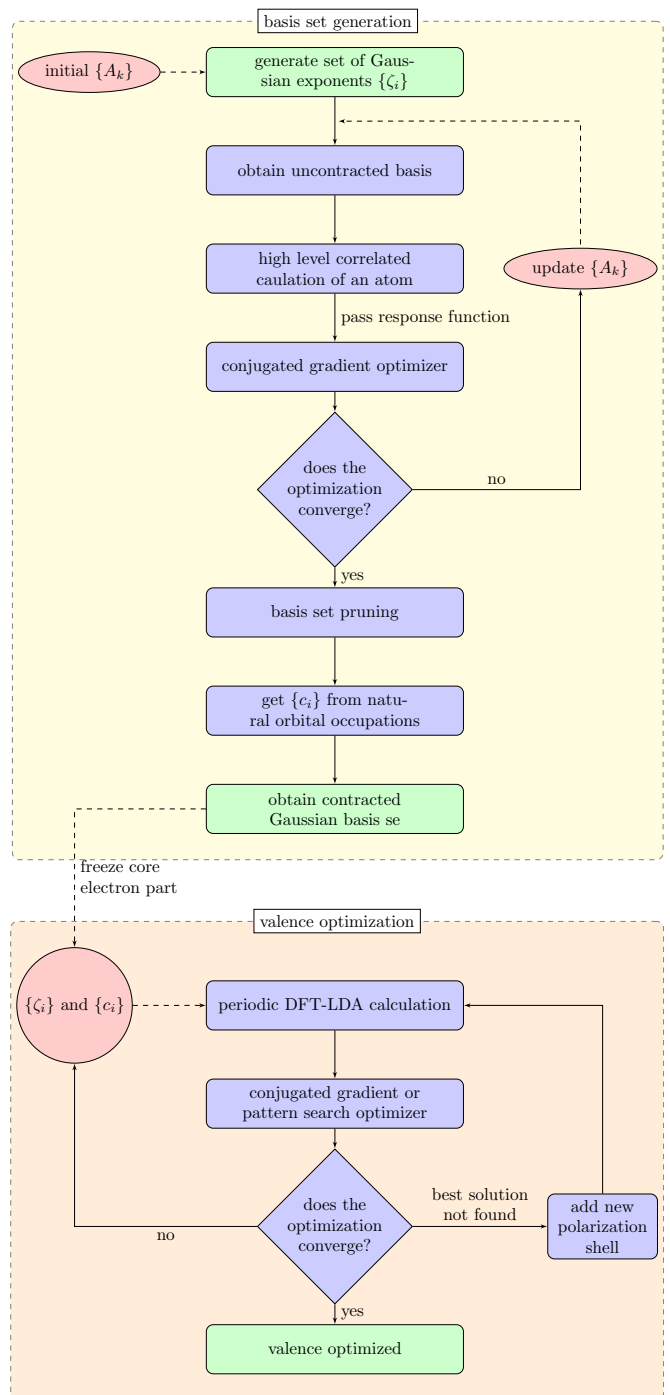 basis set generation
initial {A_k}
generate set of Gaus-
sian exponents {ζ_i}
obtain uncontracted basis
high level correlated
caulation of an atom
update {A_k}
pass response function
conjugated gradient optimizer
does the
optimization
converge?
no
yes
basis set pruning
get {c_i} from natu-
ral orbital occupations
obtain contracted
Gaussian basis se
freeze core
electron part
valence optimization
{ζ_i} and {c_i}
periodic DFT-LDA calculation
conjugated gradient or
pattern search optimizer
does the
optimization
converge?
no
best solution
not found
add new
polarization
shell
yes
valence optimized